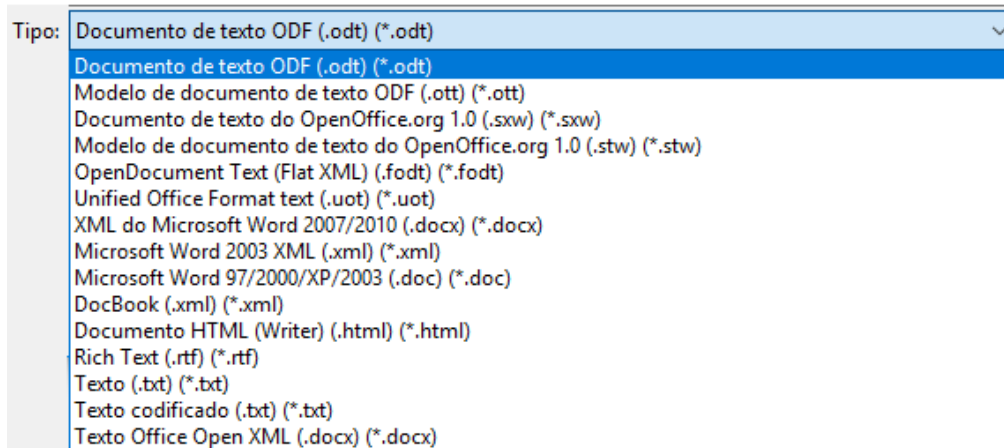 Tipo: Documento de texto ODF (.odt) (*.odt)
Documento de texto ODF (.odt) (*.odt)
Modelo de documento de texto ODF (.ott) (*.ott)
Documento de texto do OpenOffice.org 1.0 (.sxw) (*.sxw)
Modelo de documento de texto do OpenOffice.org 1.0 (.stw) (*.stw)
OpenDocument Text (Flat XML) (.fodt) (*.fodt)
Unified Office Format text (.uot) (*.uot)
XML do Microsoft Word 2007/2010 (.docx) (*.docx)
Microsoft Word 2003 XML (.xml) (*.xml)
Microsoft Word 97/2000/XP/2003 (.doc) (*.doc)
DocBook (.xml) (*.xml)
Documento HTML (Writer) (.html) (*.html)
Rich Text (.rtf) (*.rtf)
Texto (.txt) (*.txt)
Texto codificado (.txt) (*.txt)
Texto Office Open XML (.docx) (*.docx)